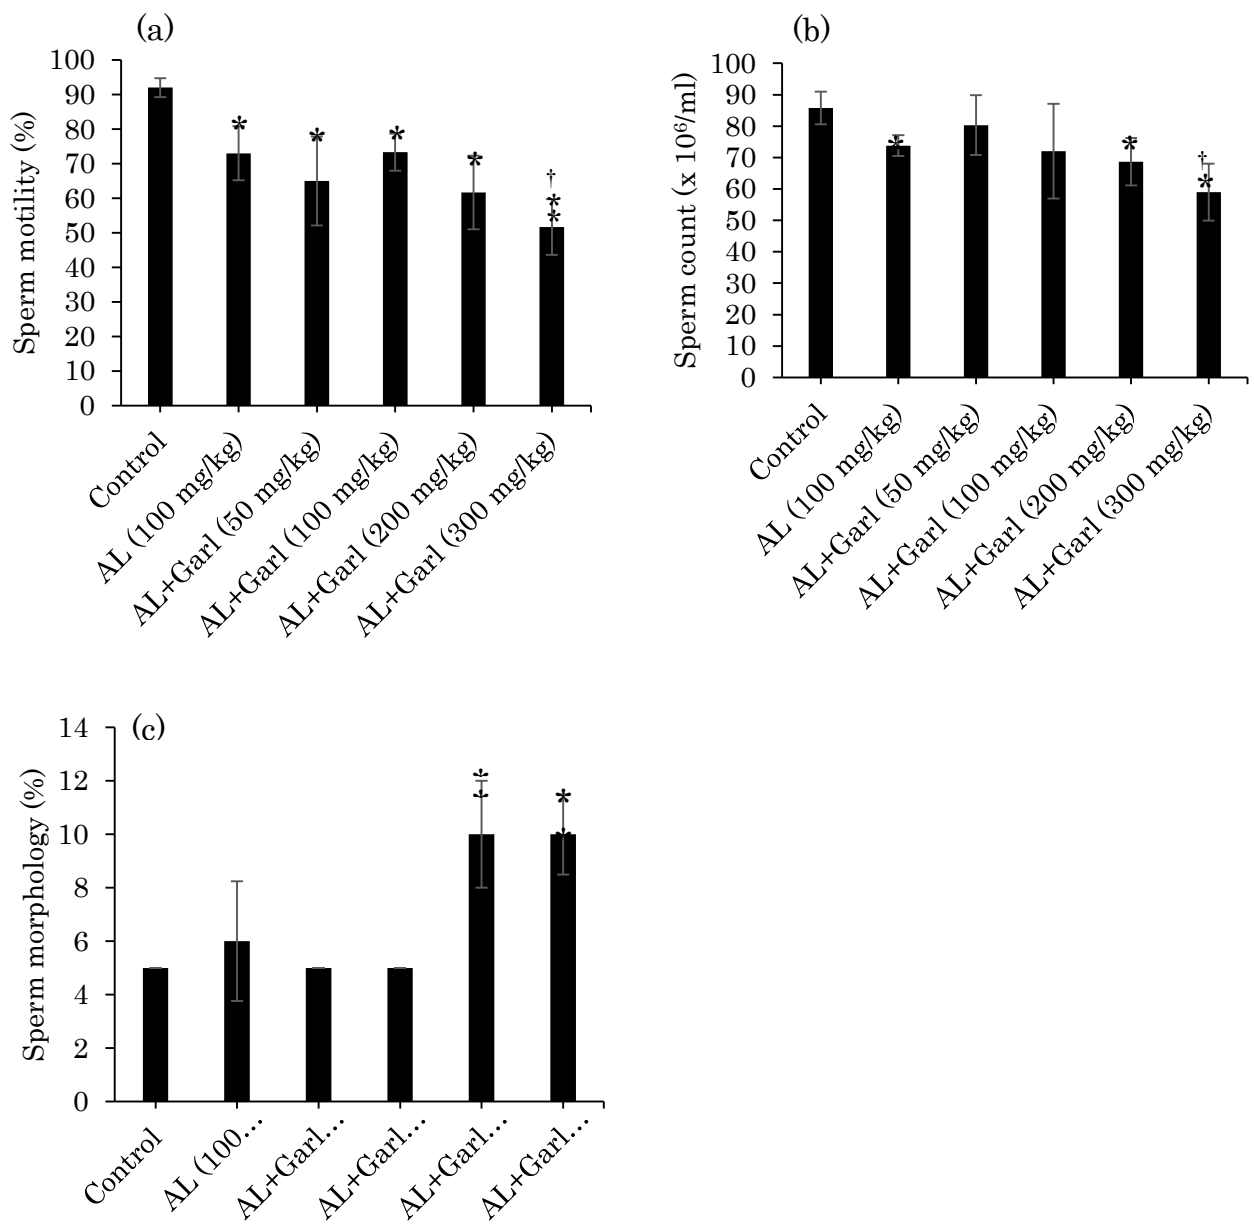 (a)
Sperm motility (%)
100
90
80
70
60
50
40
30
20
10
0
*
*
*
*
†
*
*
Control
AL (100 mg/kg)
AL+Garl (50 mg/kg)
AL+Garl (100 mg/kg)
AL+Garl (200 mg/kg)
AL+Garl (300 mg/kg)
(b)
Sperm count (x 10⁶/ml)
100
90
80
70
60
50
40
30
20
10
0
*
*
†
*
Control
AL (100 mg/kg)
AL+Garl (50 mg/kg)
AL+Garl (100 mg/kg)
AL+Garl (200 mg/kg)
AL+Garl (300 mg/kg)
(c)
Sperm morphology (%)
14
12
10
8
6
4
2
0
*
*
*
*
Control
AL (100...
AL+Garl...
AL+Garl...
AL+Garl...
AL+Garl...